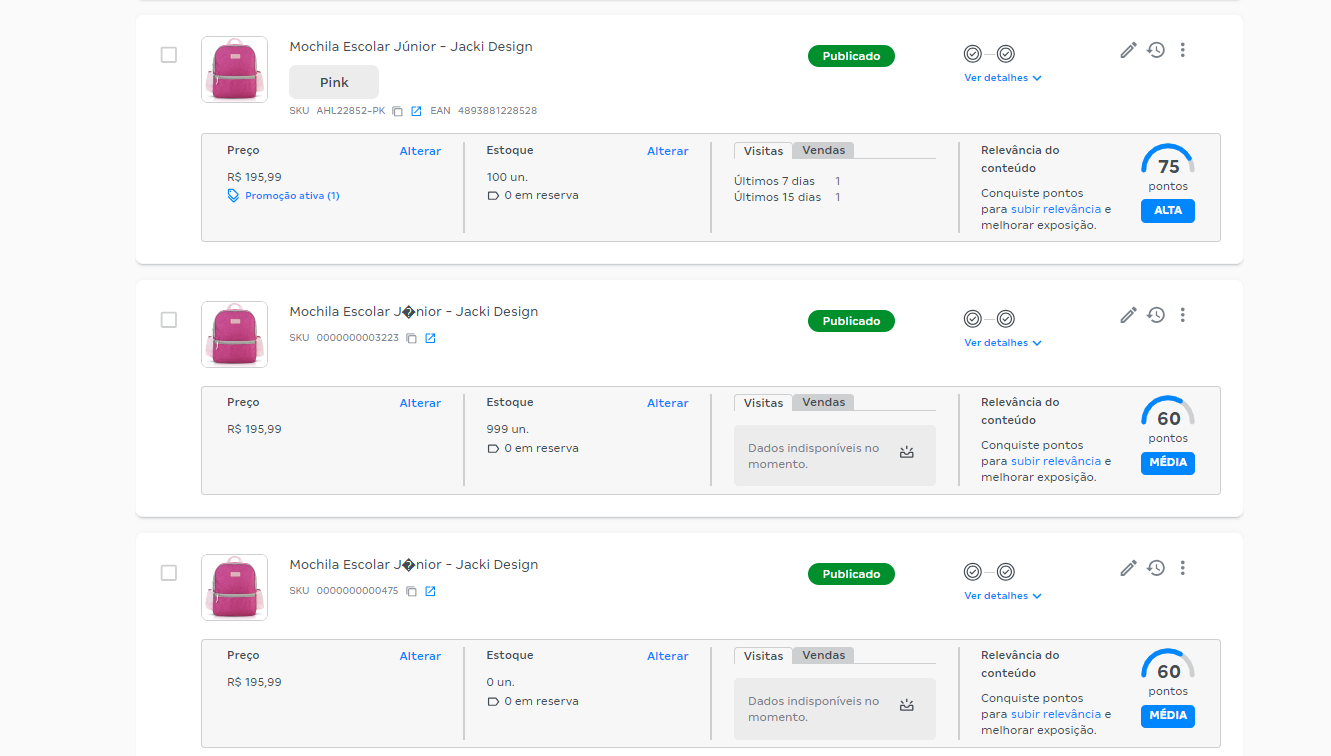 Mochila Escolar Júnior - Jacki Design
Publicado
Pink
Ver detalhes
SKU AHL22852-PK EAN 4893881228528
Preço Alterar
R$ 195,99
Promoção ativa (1)
Estoque Alterar
100 un.
0 em reserva
Visitas Vendas
Últimos 7 dias 1
Últimos 15 dias 1
Relevância do
conteúdo
Conquiste pontos
para subir relevância e
melhorar exposição.
75
pontos
ALTA
Mochila Escolar J�nior - Jacki Design
Publicado
SKU 0000000003223
Ver detalhes
Preço Alterar
R$ 195,99
Estoque Alterar
999 un.
0 em reserva
Visitas Vendas
Dados indisponíveis no
momento.
Relevância do
conteúdo
Conquiste pontos
para subir relevância e
melhorar exposição.
60
pontos
MÉDIA
Mochila Escolar J�nior - Jacki Design
Publicado
SKU 0000000000475
Ver detalhes
Preço Alterar
R$ 195,99
Estoque Alterar
0 un.
0 em reserva
Visitas Vendas
Dados indisponíveis no
momento.
Relevância do
conteúdo
Conquiste pontos
para subir relevância e
melhorar exposição.
60
pontos
MÉDIA